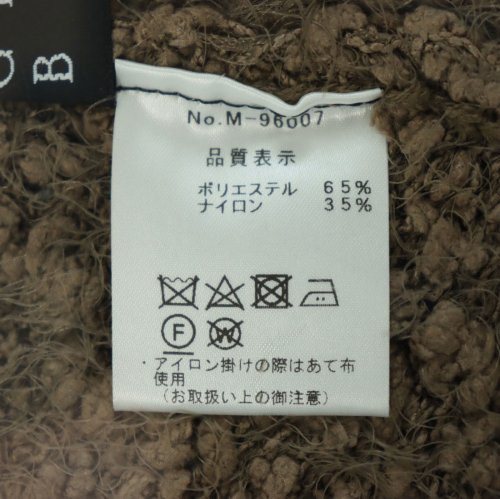 B
No.M-96007
品質表示
ポリエステル 65%
ナイロン 35%
F W
・アイロン掛けの際はあて布
使用
(お取扱い上の御注意)